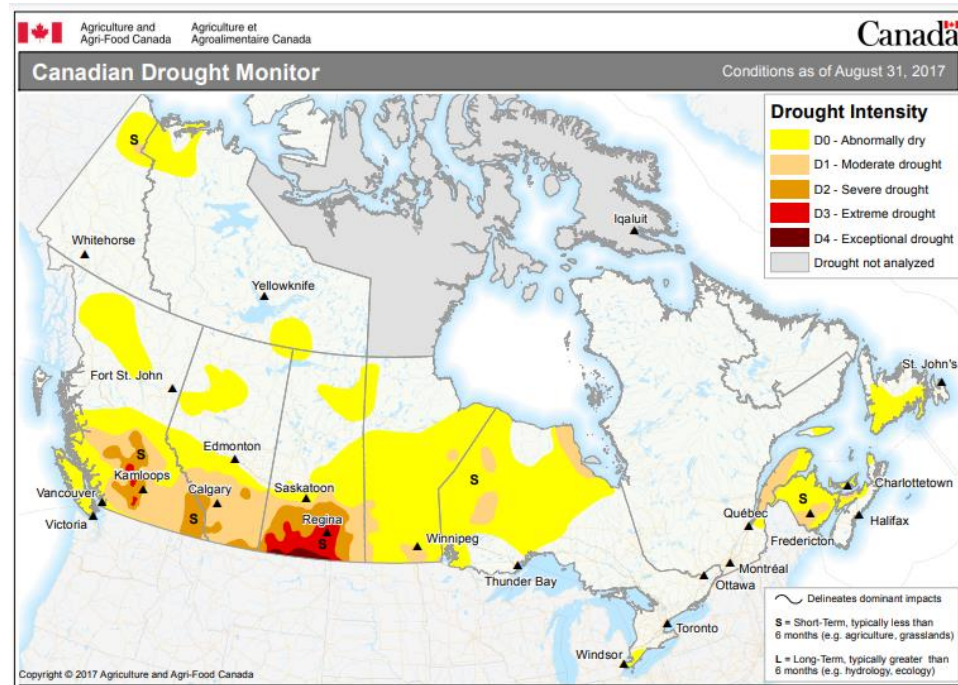 Agriculture and
Agri-Food Canada
Agriculture et
Agroalimentaire Canada
Canada
Canadian Drought Monitor
Conditions as of August 31, 2017
Drought Intensity
D0 - Abnormally dry
D1 - Moderate drought
D2 - Severe drought
D3 - Extreme drought
D4 - Exceptional drought
Drought not analyzed
S
Iqaluit
Whitehorse
Yellowknife
Fort St. John
St. John's
Edmonton
S
Kamloops
Calgary
Saskatoon
S
Charlottetown
Vancouver
S
Regina
S
Québec
S
Halifax
Victoria
S
Winnipeg
Fredericton
Thunder Bay
Montréal
Ottawa
Toronto
Windsor
Delineates dominant impacts
S = Short-Term, typically less than
6 months (e.g. agriculture, grasslands)
L = Long-Term, typically greater than
6 months (e.g. hydrology, ecology)
Copyright © 2017 Agriculture and Agri-Food Canada